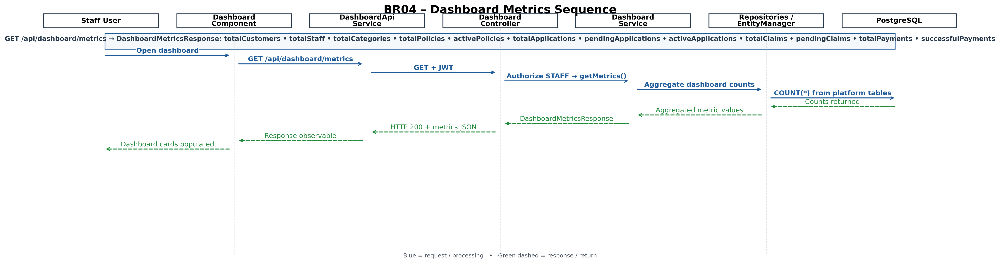 BR04 – Dashboard Metrics Sequence
Staff User
Dashboard
Component
DashboardApi
Service
Dashboard
Controller
Dashboard
Service
Repositories /
EntityManager
PostgreSQL
GET /api/dashboard/metrics → DashboardMetricsResponse: totalCustomers • totalStaff • totalCategories • totalPolicies • activePolicies • totalApplications • pendingApplications • activeApplications • totalClaims • pendingClaims • totalPayments • successfulPayments
Open dashboard
GET /api/dashboard/metrics
GET + JWT
Authorize STAFF → getMetrics()
Aggregate dashboard counts
COUNT(*) from platform tables
Counts returned
Aggregated metric values
DashboardMetricsResponse
HTTP 200 + metrics JSON
Response observable
Dashboard cards populated
Blue = request / processing • Green dashed = response / return